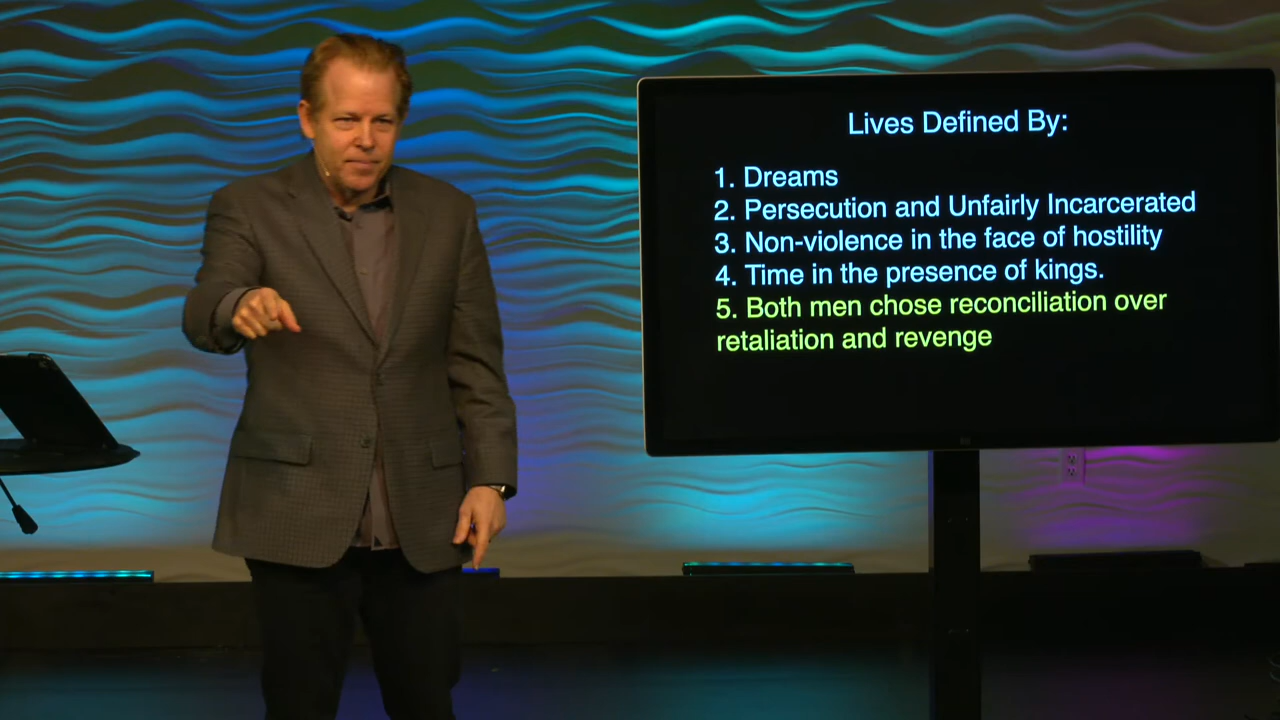 Lives Defined By:
1. Dreams
2. Persecution and Unfairly Incarcerated
3. Non-violence in the face of hostility
4. Time in the presence of kings.
5. Both men chose reconciliation over
retaliation and revenge